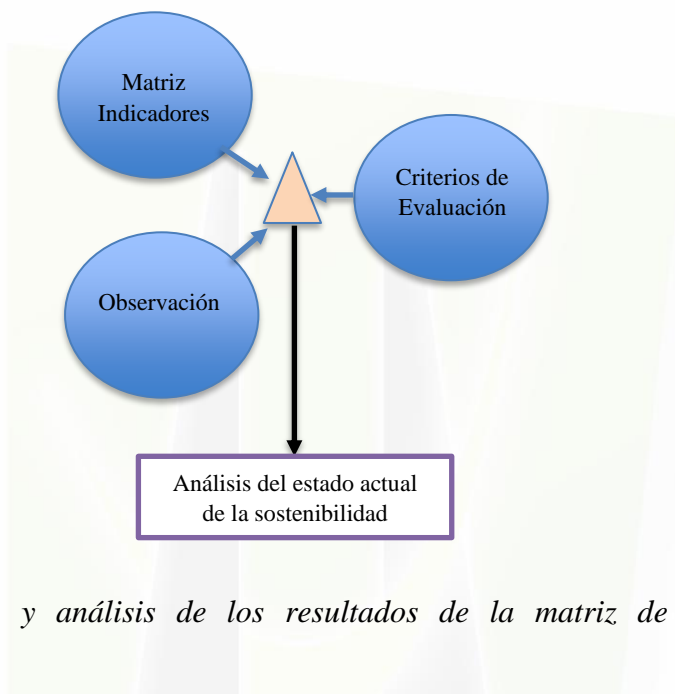 Matriz
Indicadores
Criterios de
Evaluación
Observación
Análisis del estado actual
de la sostenibilidad
y análisis de los resultados de la matriz de